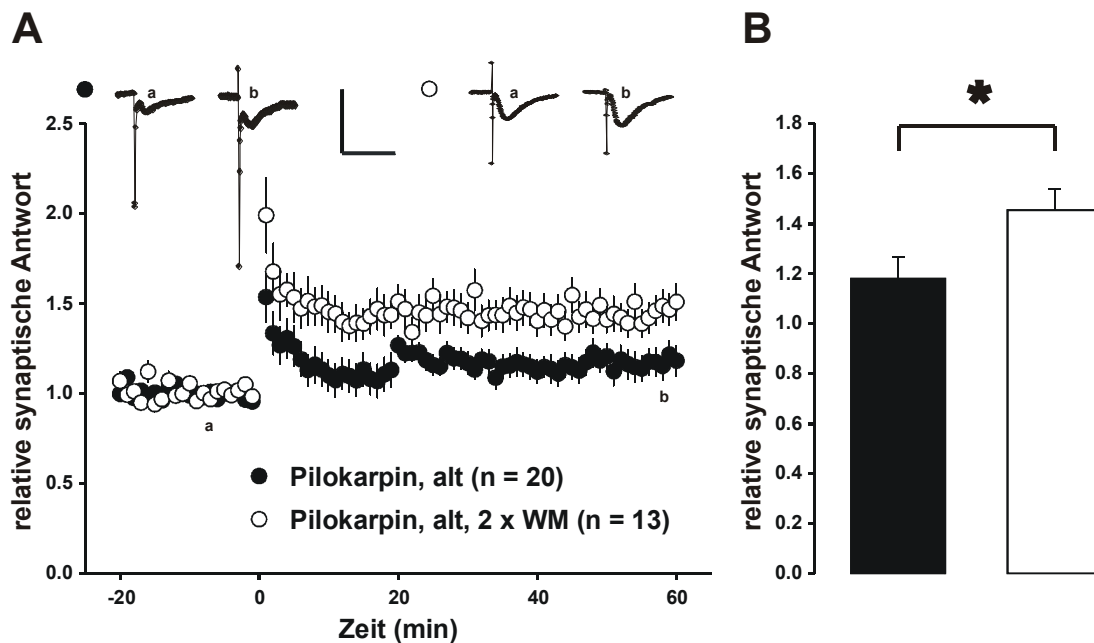 A
B
a
b
a
b
*
relative synaptische Antwort
2.5
2.0
1.5
1.0
0.5
0.0
a
b
Pilokarpin, alt (n = 20)
Pilokarpin, alt, 2 x WM (n = 13)
-20
0
20
40
60
Zeit (min)
relative synaptische Antwort
1.8
1.6
1.4
1.2
1.0
0.8
0.6
0.4
0.2
0.0